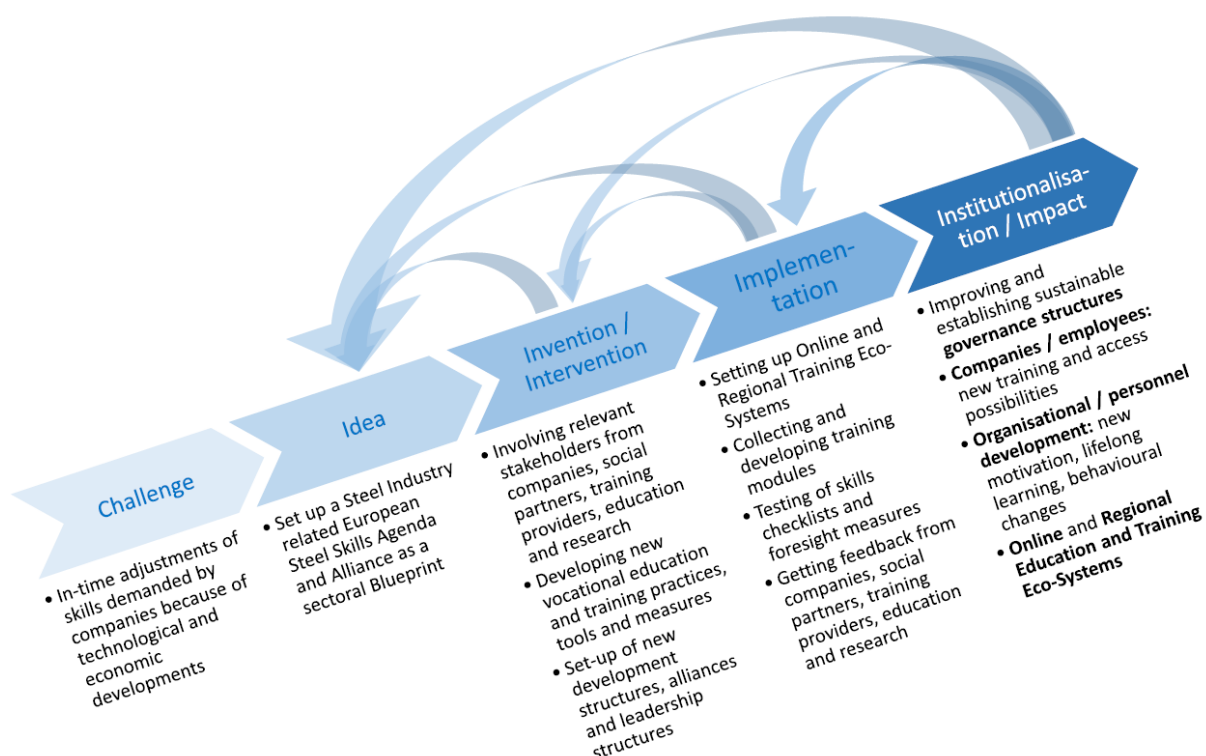 Challenge
• In-time adjustments of
skills demanded by
companies because of
technological and
economic
developments
Idea
• Set up a Steel Industry
related European
Steel Skills Agenda
and Alliance as a
sectoral Blueprint
Invention /
Intervention
• Involving relevant
stakeholders from
companies, social
partners, training
providers, education
and research
• Developing new
vocational education
and training practices,
tools and measures
• Set-up of new
development
structures, alliances
and leadership
structures
Implemen-
tation
• Setting up Online and
Regional Training Eco-
Systems
• Collecting and
developing training
modules
• Testing of skills
checklists and
foresight measures
• Getting feedback from
companies, social
partners, training
providers, education
and research
Institutionalisa-
tion / Impact
• Improving and
establishing sustainable
governance structures
• Companies / employees:
new training and access
possibilities
• Organisational / personnel
development: new
motivation, lifelong
learning, behavioural
changes
• Online and Regional
Education and Training
Eco-Systems